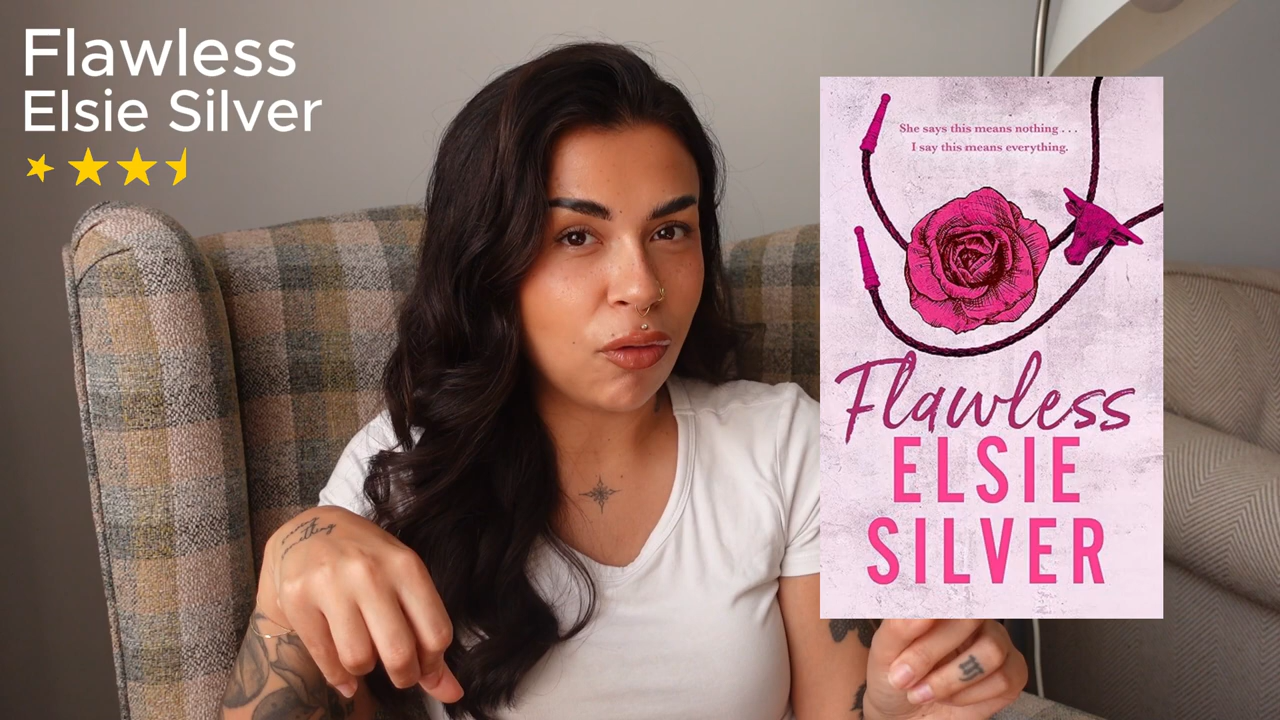 Flawless
Elsie Silver
She says this means nothing . . .
I say this means everything.
Flawless
ELSIE
SILVER